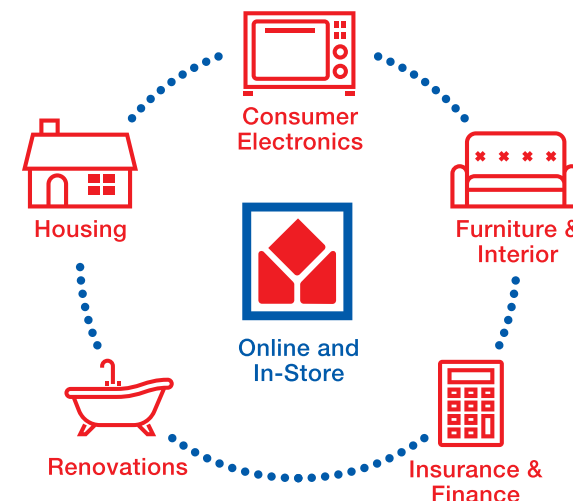 Consumer
Electronics
Housing
Furniture &
Interior
Online and
In-Store
Renovations
Insurance &
Finance